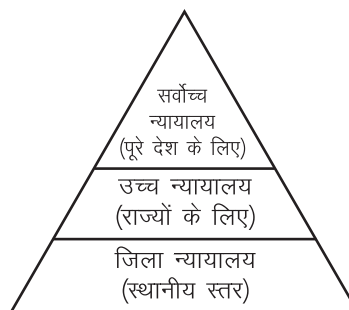 सर्वोच्च
न्यायालय
(पूरे देश के लिए)
उच्च न्यायालय
(राज्यों के लिए)
जिला न्यायालय
(स्थानीय स्तर)